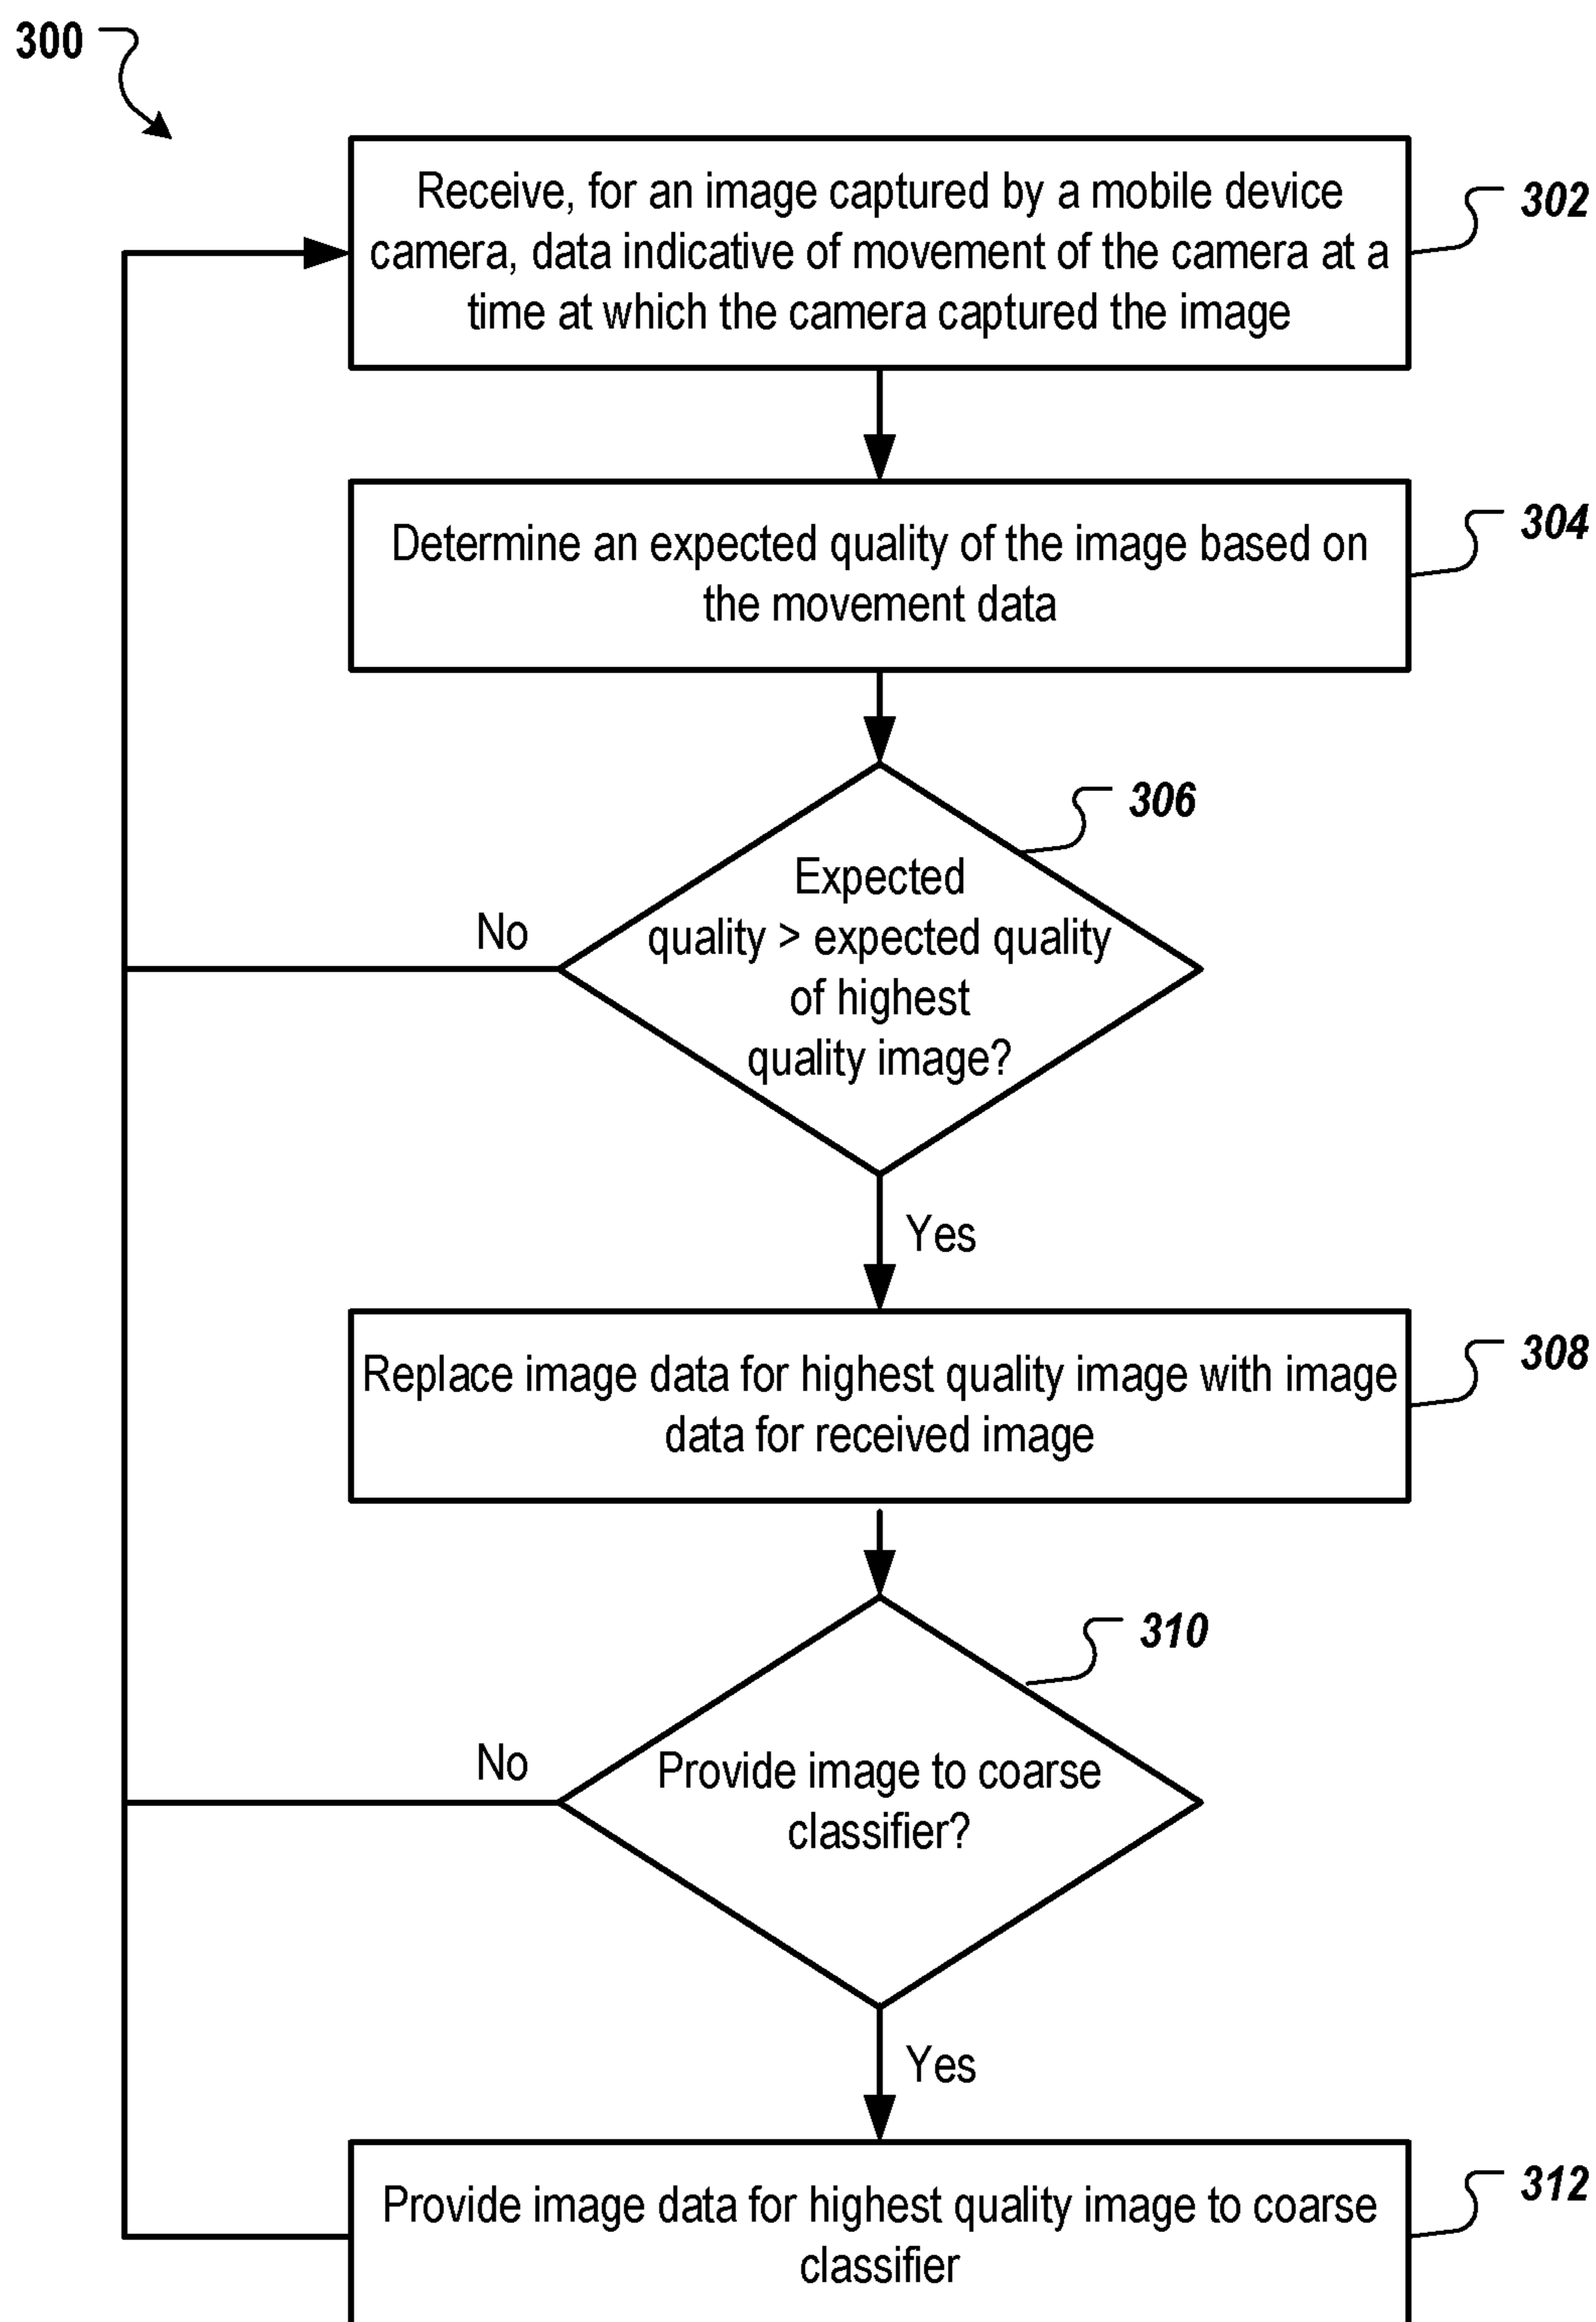 300
Receive, for an image captured by a mobile device
camera, data indicative of movement of the camera at a
time at which the camera captured the image
302
Determine an expected quality of the image based on
the movement data
304
306
Expected
quality > expected quality
of highest
quality image?
No
Yes
Replace image data for highest quality image with image
data for received image
308
310
Provide image to coarse
classifier?
No
Yes
Provide image data for highest quality image to coarse
classifier
312